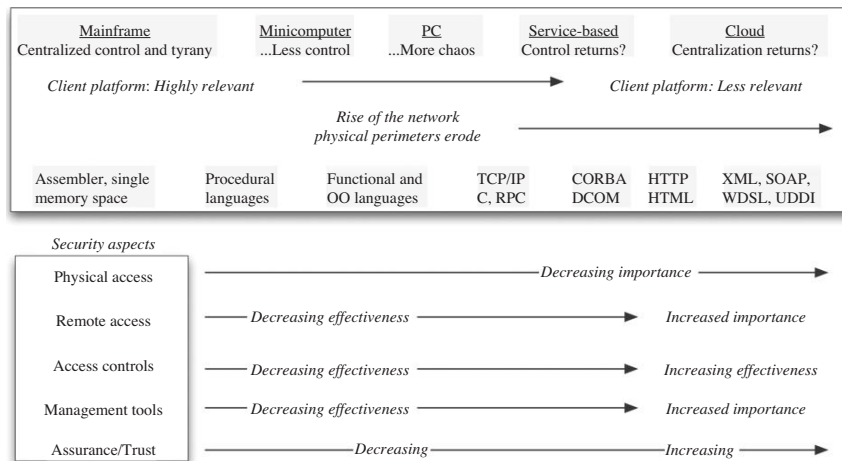 Mainframe
Centralized control and tyranny
Minicomputer
...Less control
PC
...More chaos
Service-based
Control returns?
Cloud
Centralization returns?
Client platform: Highly relevant
Client platform: Less relevant
Rise of the network
physical perimeters erode
Assembler, single
memory space
Procedural
languages
Functional and
OO languages
TCP/IP
C, RPC
CORBA
DCOM
HTTP
HTML
XML, SOAP,
WDSL, UDDI
Security aspects
Physical access
Decreasing importance
Remote access
Decreasing effectiveness
Increased importance
Access controls
Decreasing effectiveness
Increasing effectiveness
Management tools
Decreasing effectiveness
Increased importance
Assurance/Trust
Decreasing
Increasing